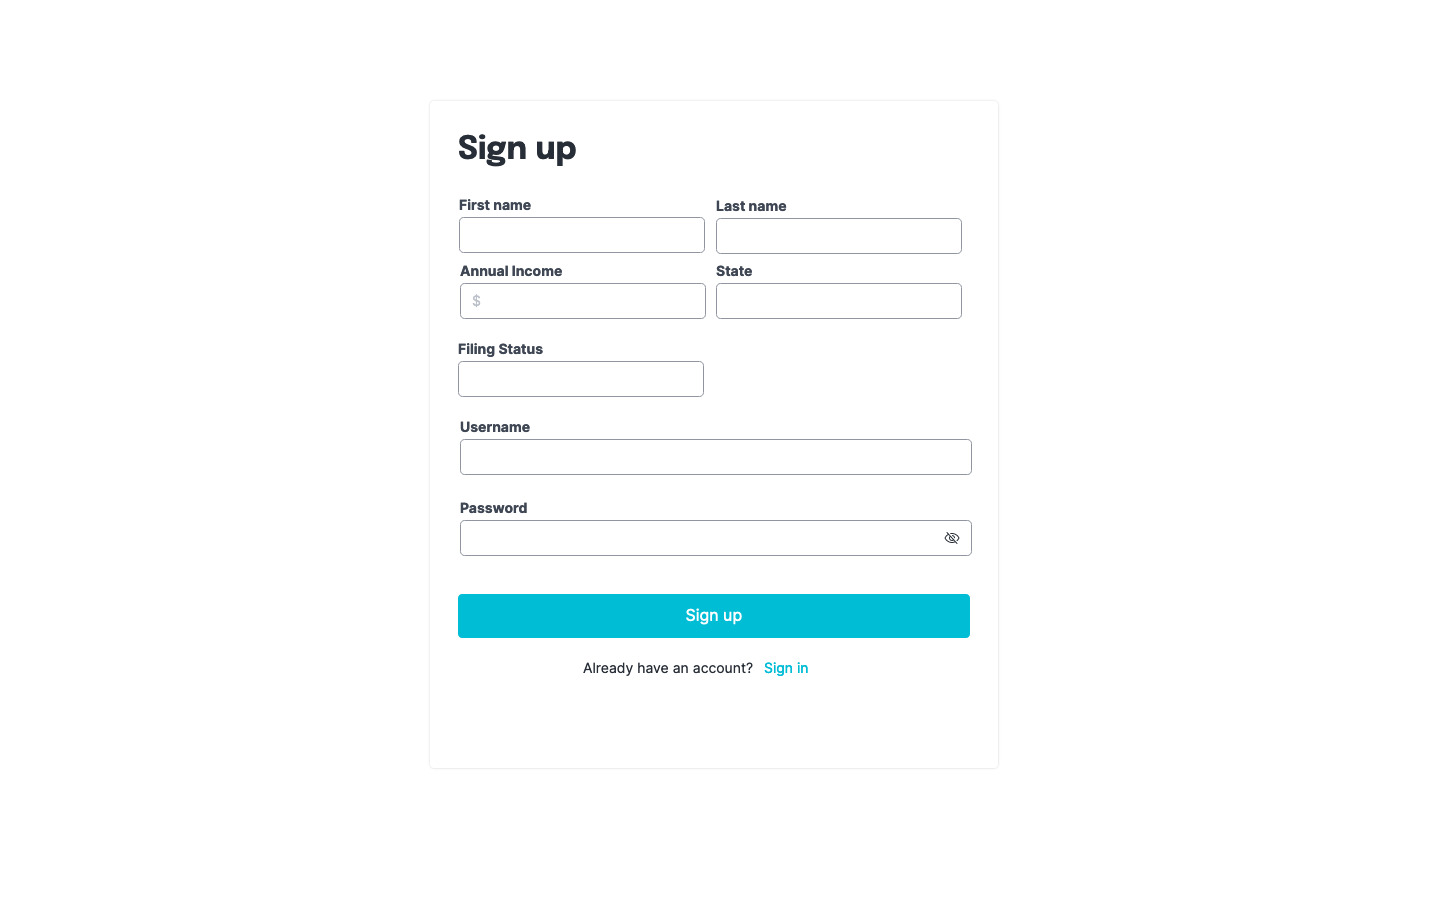 Sign up
First name
Last name
Annual Income
State
$
Filing Status
Username
Password
Sign up
Already have an account? Sign in